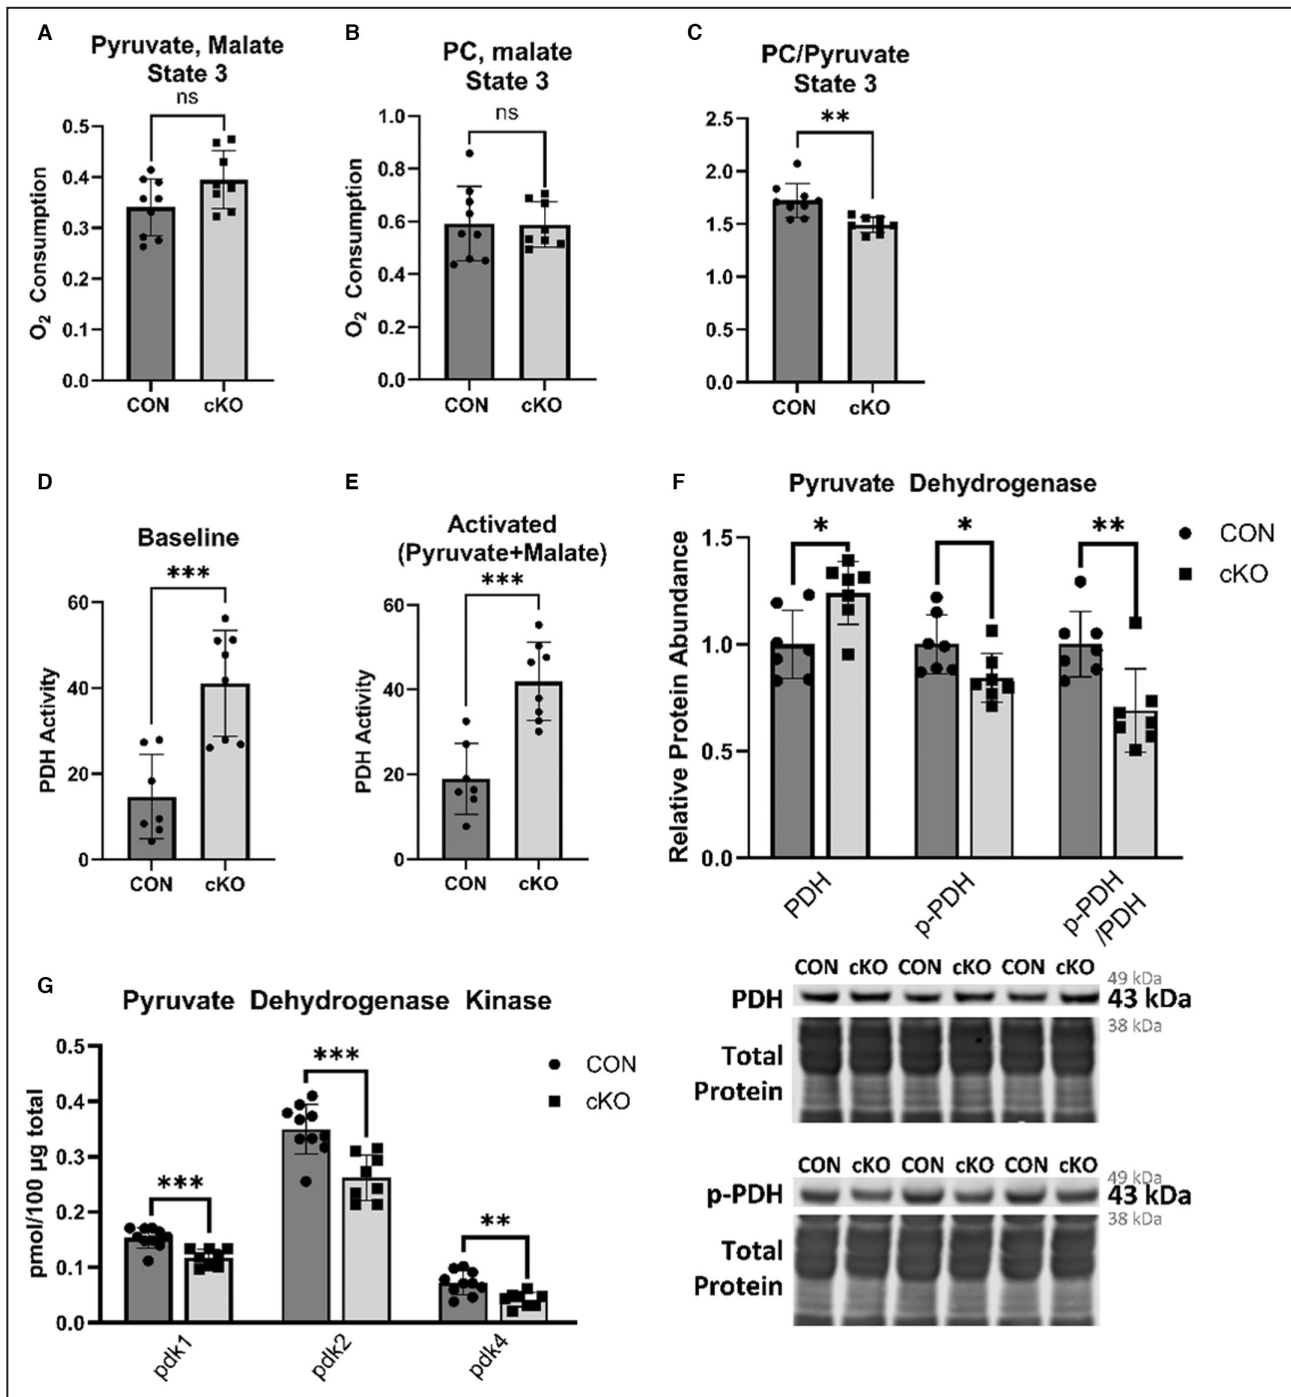 A
Pyruvate, Malate
State 3
ns
0.5
0.4
0.3
0.2
0.1
0.0
O2 Consumption
CON
cKO
B
PC, malate
State 3
ns
1.0
0.8
0.6
0.4
0.2
0.0
O2 Consumption
CON
cKO
C
PC/Pyruvate
State 3
**
2.5
2.0
1.5
1.0
0.5
0.0
CON
cKO
D
Baseline
***
60
40
20
0
PDH Activity
CON
cKO
E
Activated
(Pyruvate+Malate)
***
60
40
20
0
PDH Activity
CON
cKO
F
Pyruvate Dehydrogenase
*
*
**
CON
cKO
1.5
1.0
0.5
0.0
Relative Protein Abundance
PDH
p-PDH
p-PDH
/PDH
CON cKO CON cKO CON cKO
49 kDa
PDH
43 kDa
38 kDa
Total
Protein
CON cKO CON cKO CON cKO
49 kDa
p-PDH
43 kDa
38 kDa
Total
Protein
G
Pyruvate Dehydrogenase Kinase
***
***
**
CON
cKO
0.5
0.4
0.3
0.2
0.1
0.0
pmol/100 µg total
pdk1
pdk2
pdk4